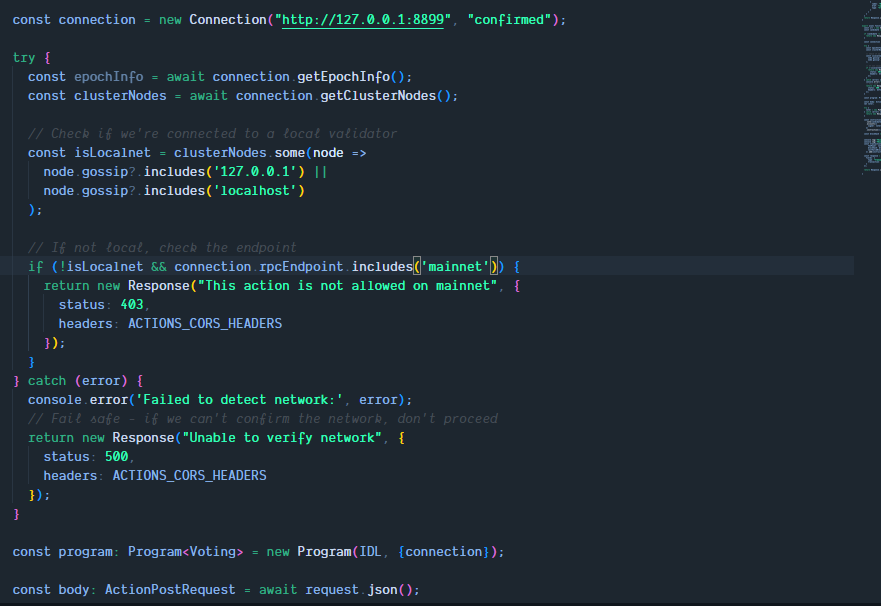 const connection = new Connection("http://127.0.0.1:8899", "confirmed");
try {
const epochInfo = await connection.getEpochInfo();
const clusterNodes = await connection.getClusterNodes();
// Check if we're connected to a local validator
const isLocalnet = clusterNodes.some(node =>
node.gossip?.includes('127.0.0.1') ||
node.gossip?.includes('localhost')
);
// If not local, check the endpoint
if (!isLocalnet && connection.rpcEndpoint.includes('mainnet')) {
return new Response("This action is not allowed on mainnet", {
status: 403,
headers: ACTIONS_CORS_HEADERS
});
}
} catch (error) {
console.error('Failed to detect network:', error);
// Fail safe - if we can't confirm the network, don't proceed
return new Response("Unable to verify network", {
status: 500,
headers: ACTIONS_CORS_HEADERS
});
}
const program: Program<Voting> = new Program(IDL, {connection});
const body: ActionPostRequest = await request.json();